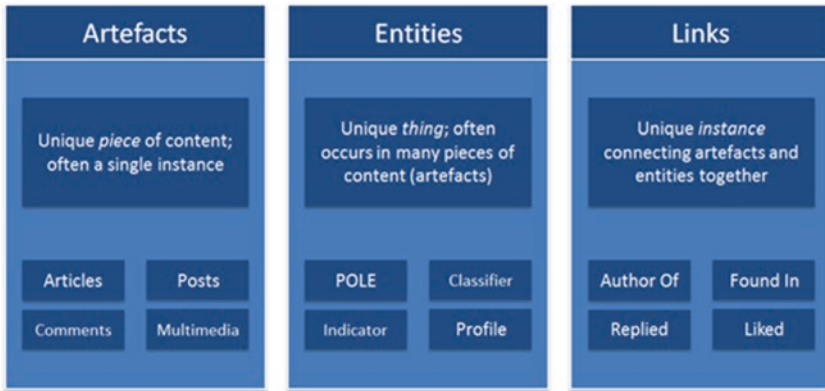 Artefacts
Unique piece of content;
often a single instance
Articles
Posts
Comments
Multimedia
Entities
Unique thing; often
occurs in many pieces of
content (artefacts)
POLE
Classifier
Indicator
Profile
Links
Unique instance
connecting artefacts and
entities together
Author Of
Found In
Replied
Liked